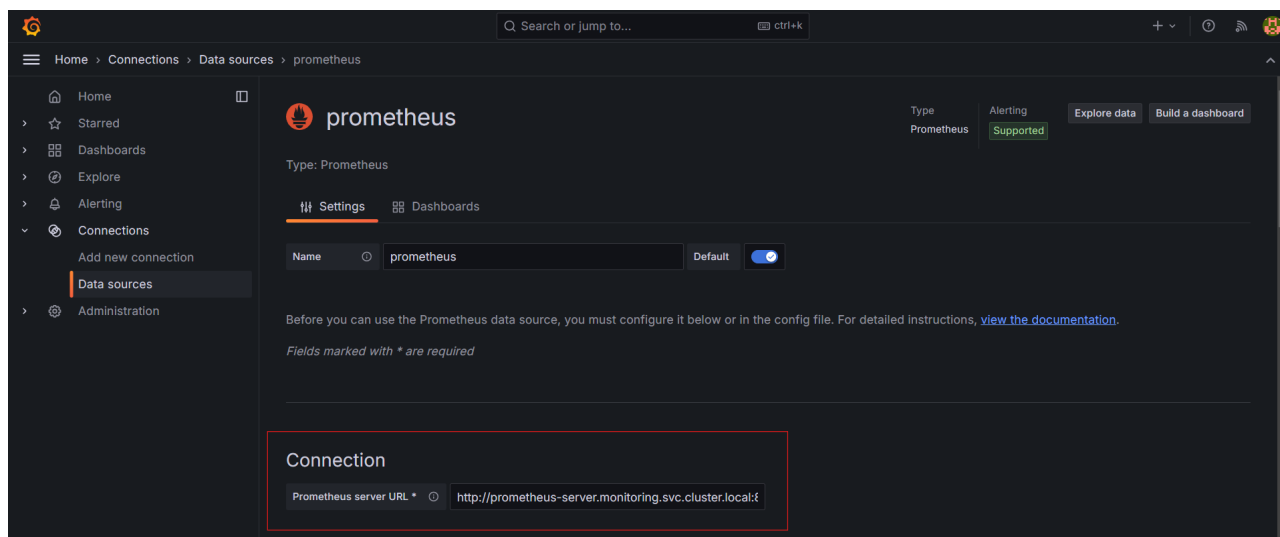 Search or jump to... ctrl+k
Home › Connections › Data sources › prometheus
Home
Starred
Dashboards
Explore
Alerting
Connections
Add new connection
Data sources
Administration
prometheus
Type Alerting
Prometheus Supported
Explore data Build a dashboard
Type: Prometheus
Settings Dashboards
Name prometheus Default
Before you can use the Prometheus data source, you must configure it below or in the config file. For detailed instructions, view the documentation.
Fields marked with * are required
Connection
Prometheus server URL * http://prometheus-server.monitoring.svc.cluster.local: